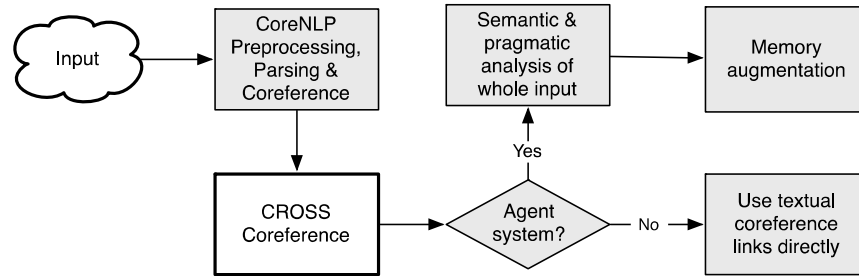 Input
CoreNLP
Preprocessing,
Parsing &
Coreference
Semantic &
pragmatic
analysis of
whole input
Memory
augmentation
Yes
CROSS
Coreference
Agent
system?
No
Use textual
coreference
links directly